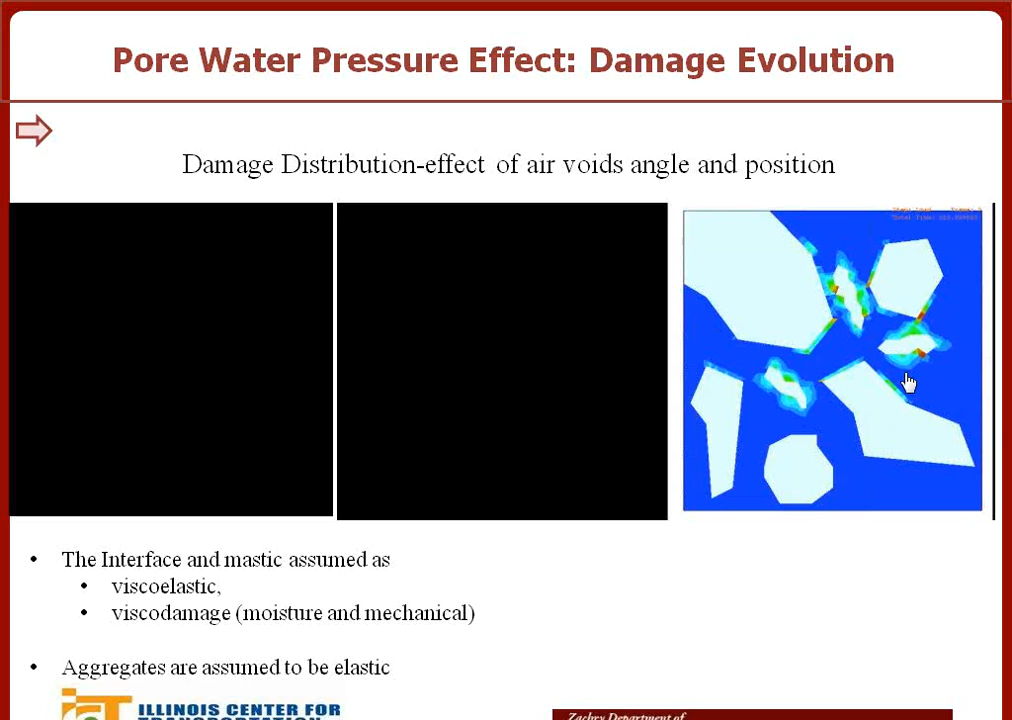 Pore Water Pressure Effect: Damage Evolution
Damage Distribution-effect of air voids angle and position
• The Interface and mastic assumed as
• viscoelastic,
• viscodamage (moisture and mechanical)
• Aggregates are assumed to be elastic
ILLINOIS CENTER FOR
TRANSPORTATION
Zachry Department of